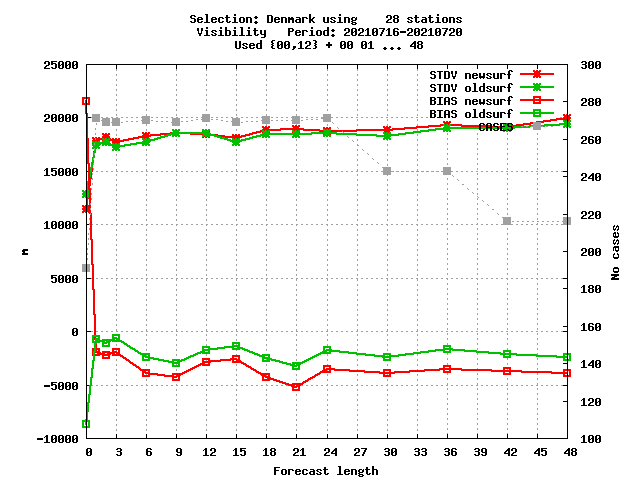 Selection: Denmark using    28 stations
Visibility   Period: 20210716-20210720
Used {00,12} + 00 01 ... 48
25000
20000
15000
10000
5000
0
-5000
-10000
m
STDV newsurf
STDV oldsurf
BIAS newsurf
BIAS oldsurf
CASES
300
280
260
240
220
200
180
160
140
120
100
No cases
0 3 6 9 12 15 18 21 24 27 30 33 36 39 42 45 48
Forecast length